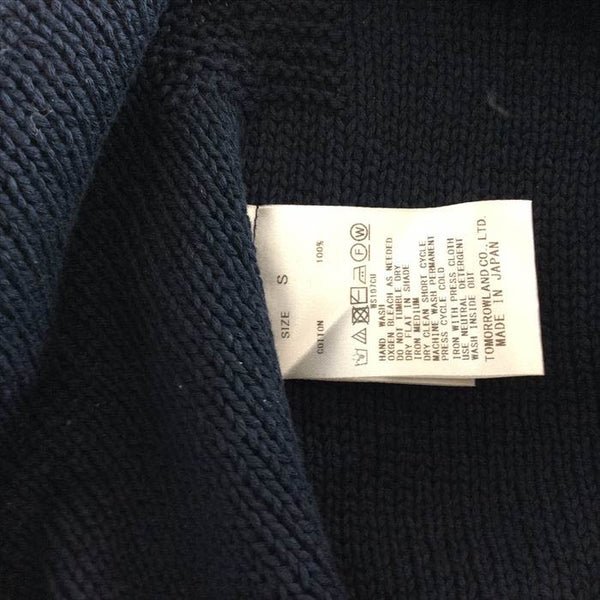 SIZE S
COTTON 100%
WS107CU
HAND WASH
OXGEN BLEACH AS NEEDED
DO NOT TUMBLE DRY
DRY FLAT IN SHADE
IRON MEDIUM
DRY CLEAN SHORT CYCLE
MACHINE WASH PERMANENT
PRESS CYCLE COLD
IRON WITH PRESS CLOTH
USE NEUTRAL DETERGENT
WASH INSIDE OUT
TOMORROWLAND CO., LTD.
MADE IN JAPAN